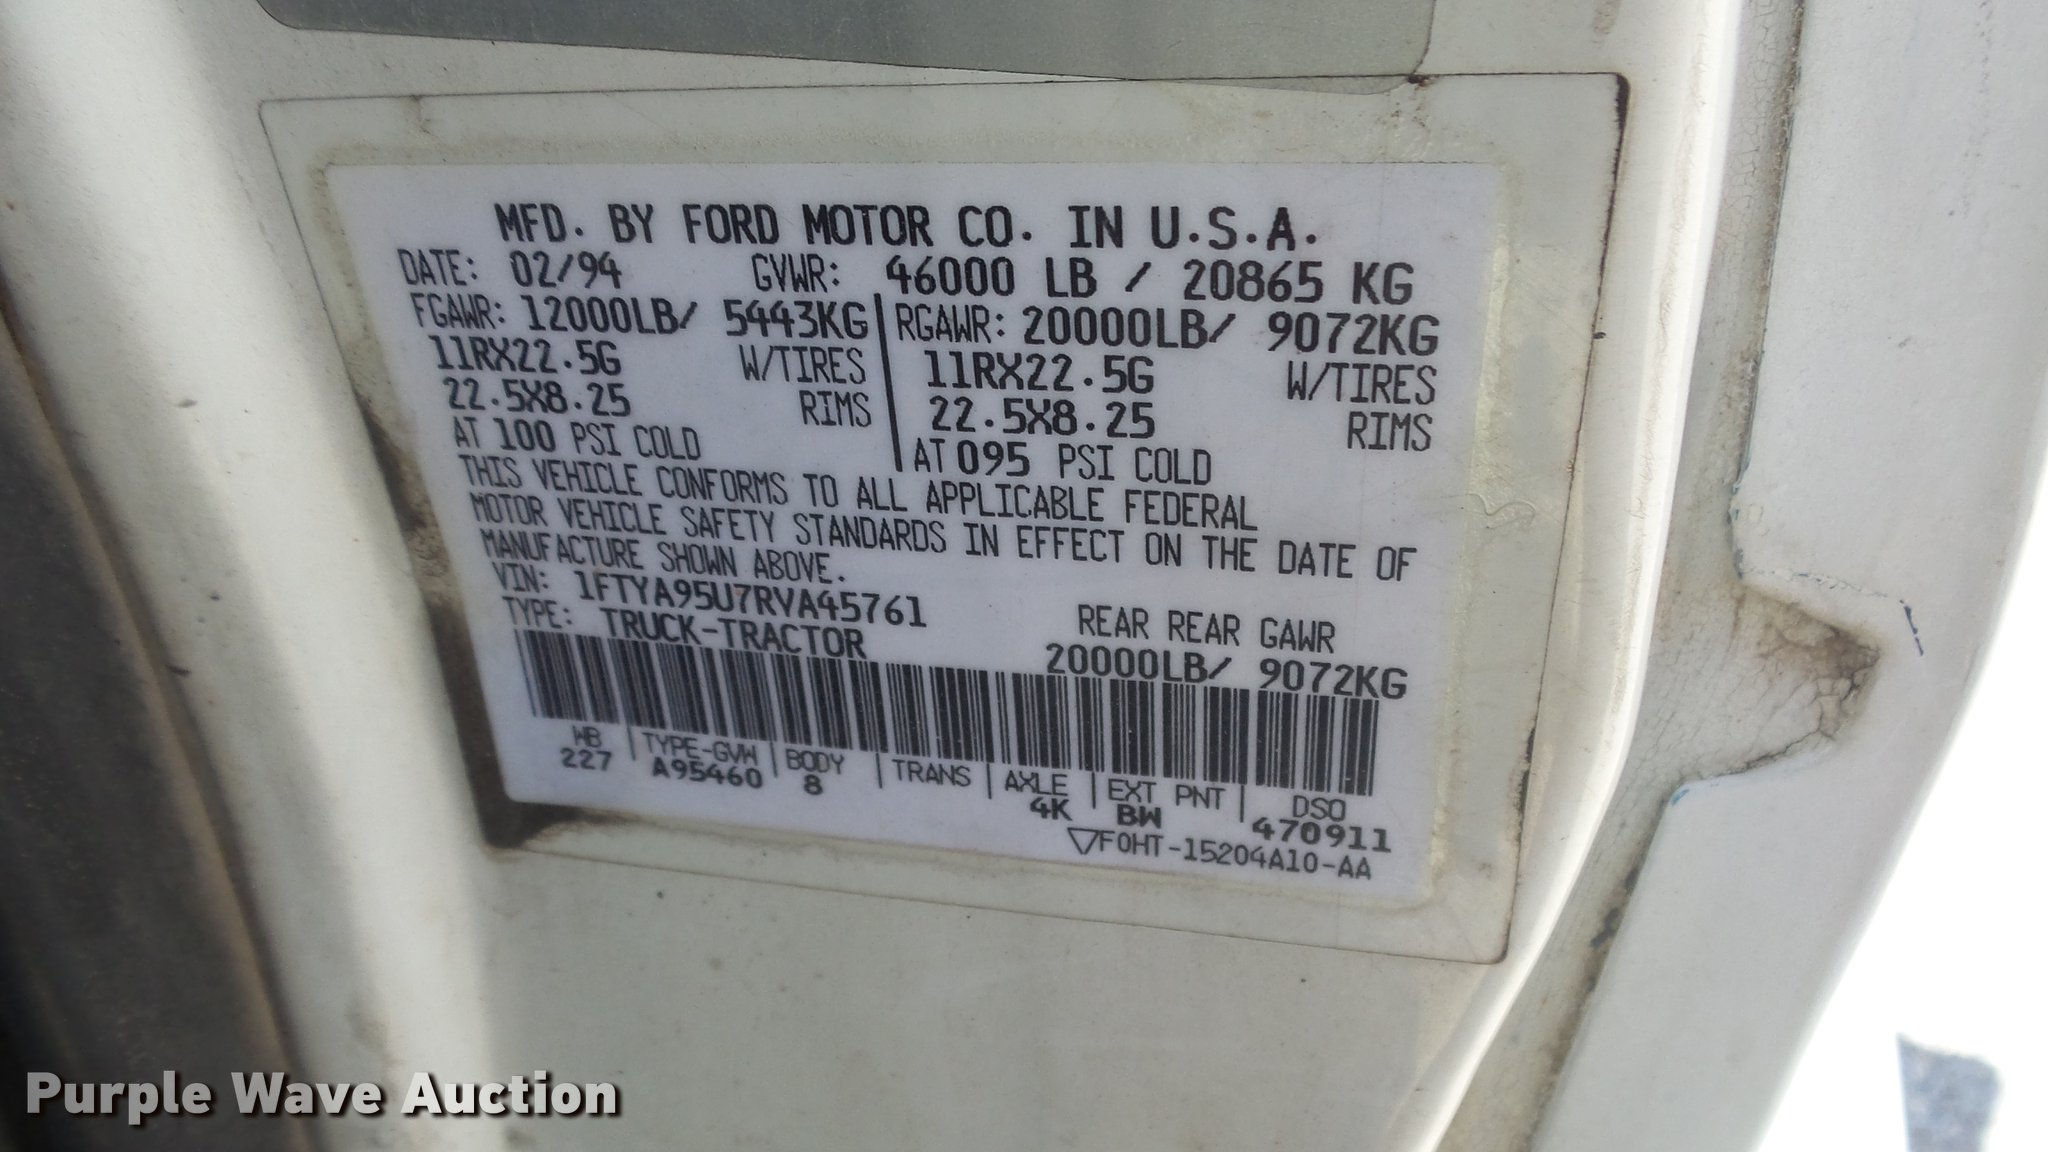 MFD. BY FORD MOTOR CO. IN U.S.A.
DATE: 02/94 GVWR: 46000 LB / 20865 KG
FGAWR: 12000LB/ 5443KG RGAWR: 20000LB/ 9072KG
11RX22.5G W/TIRES 11RX22.5G W/TIRES
22.5X8.25 RIMS 22.5X8.25 RIMS
AT 100 PSI COLD AT 095 PSI COLD
THIS VEHICLE CONFORMS TO ALL APPLICABLE FEDERAL
MOTOR VEHICLE SAFETY STANDARDS IN EFFECT ON THE DATE OF
MANUFACTURE SHOWN ABOVE.
VIN: 1FTYA95U7RVA45761 REAR REAR GAWR
TYPE: TRUCK-TRACTOR 20000LB/ 9072KG
WB TYPE-GVW BODY TRANS AXLE EXT PNT DSO
227 A95460 8 4K BW 470911
F0HT-15204A10-AA
Purple Wave Auction